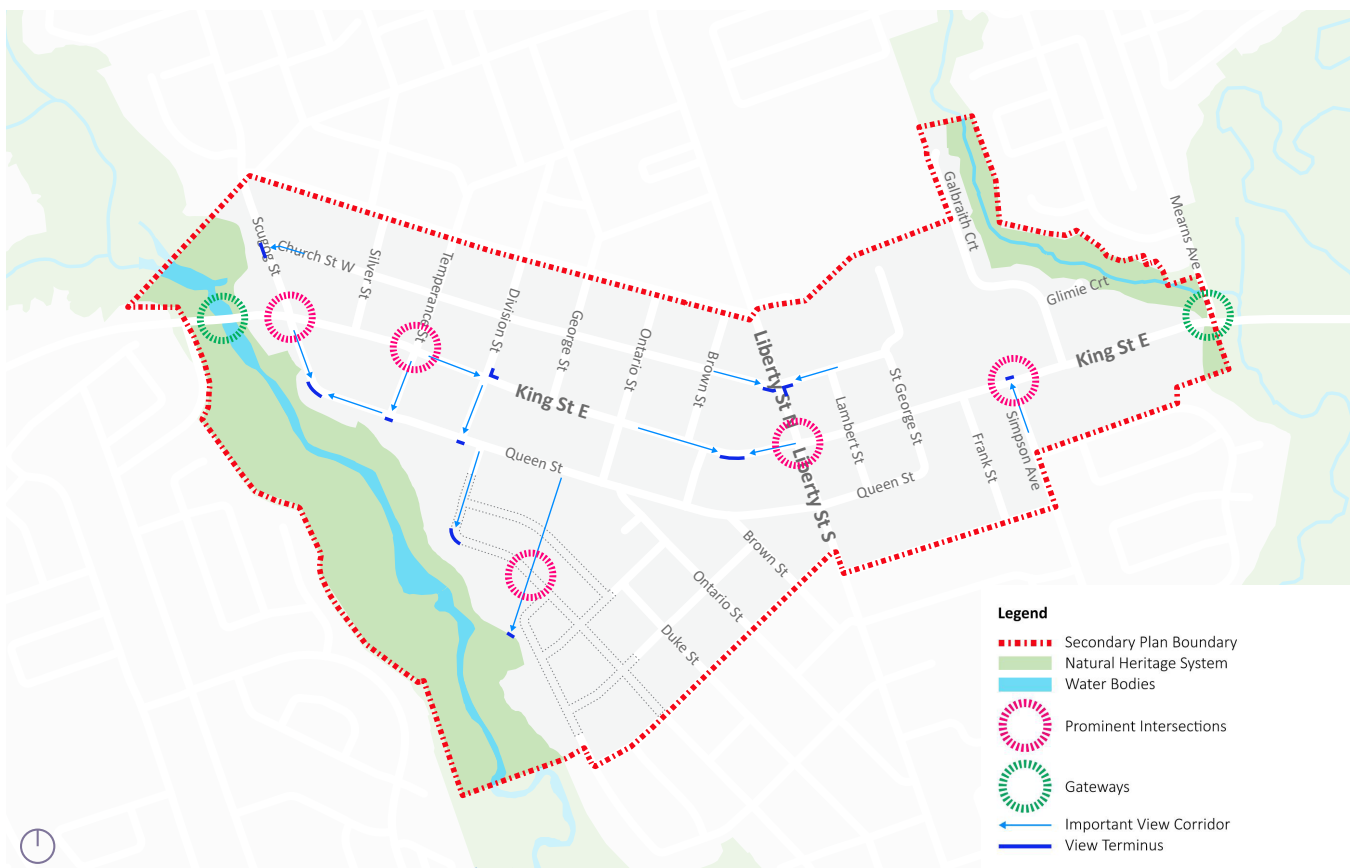 Galbraith Crt
Mearns Ave
Scugog St
Church St W
Silver St
Temperance St
Division St
George St
Ontario St
Brown St
Liberty St N
Glimie Crt
King St E
St George St
Lambert St
King St E
Simpson Ave
Frank St
Queen St
Queen St
Liberty St S
Brown St
Ontario St
Duke St
Legend
Secondary Plan Boundary
Natural Heritage System
Water Bodies
Prominent Intersections
Gateways
Important View Corridor
View Terminus